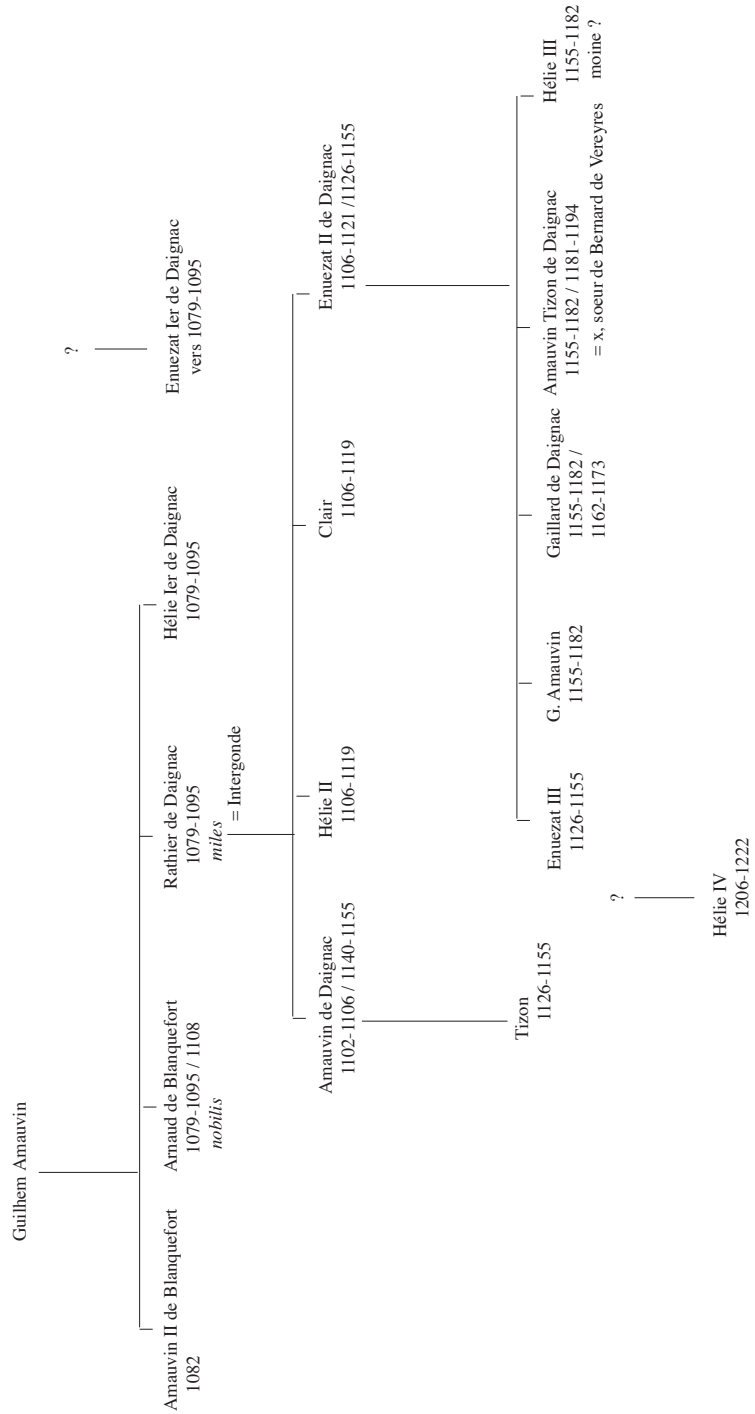 Guilhem Amauvin
?
Amauvin II de Blanquefort
1082
Arnaud de Blanquefort
1079-1095 / 1108
nobilis
Rathier de Daignac
1079-1095
miles
= Intergonde
Hélie Ier de Daignac
1079-1095
Enuezat Ier de Daignac
vers 1079-1095
Amauvin de Daignac
1102-1106 / 1140-1155
Hélie II
1106-1119
Clair
1106-1119
Enuezat II de Daignac
1106-1121 /1126-1155
Tizon
1126-1155
Enuezat III
1126-1155
G. Amauvin
1155-1182
Gaillard de Daignac
1155-1182 /
1162-1173
Amauvin Tizon de Daignac
1155-1182 / 1181-1194
= x, soeur de Bernard de Vereyres
Hélie III
1155-1182
moine ?
?
Hélie IV
1206-1222